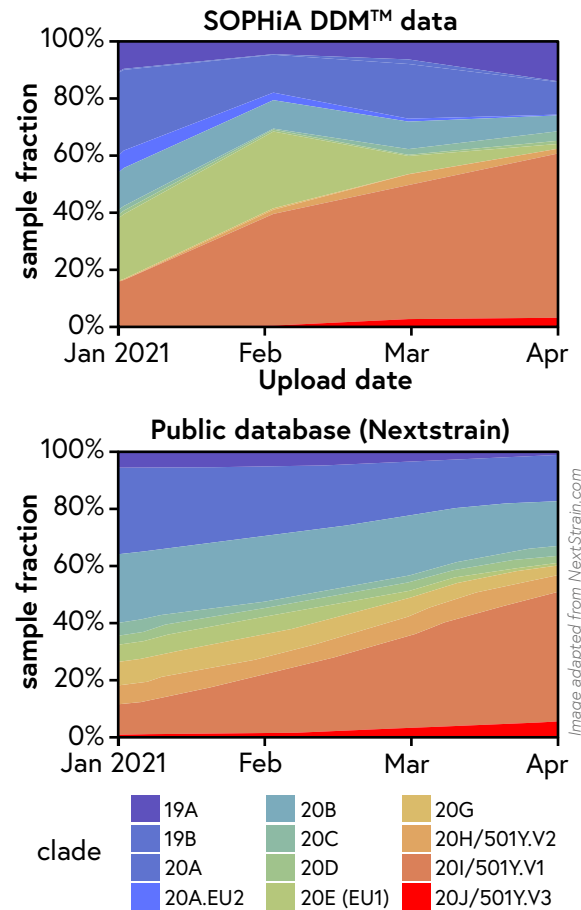 SOPHiA DDM™ data
100%
80%
60%
40%
20%
0%
sample fraction
Jan 2021 Feb Mar Apr
Upload date
Public database (Nextstrain)
100%
80%
60%
40%
20%
0%
sample fraction
Jan 2021 Feb Mar Apr
Image adapted from NextStrain.com
clade
19A 20B 20G
19B 20C 20H/501Y.V2
20A 20D 20I/501Y.V1
20A.EU2 20E (EU1) 20J/501Y.V3